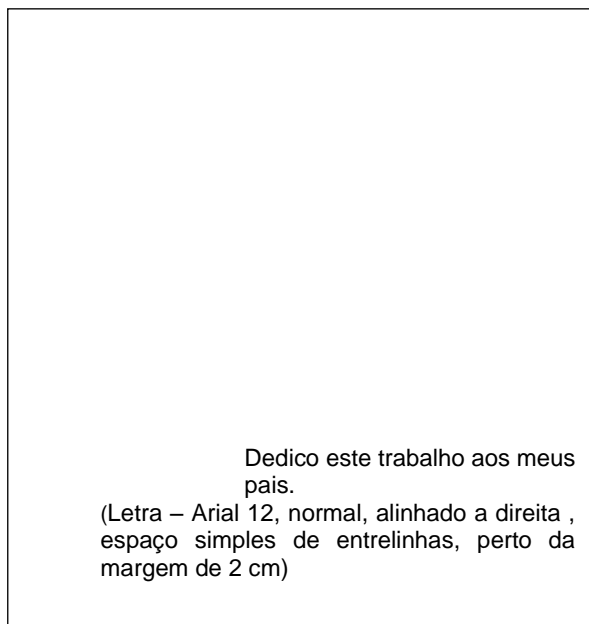 Dedico este trabalho aos meus
pais.
(Letra – Arial 12, normal, alinhado a direita ,
espaço simples de entrelinhas, perto da
margem de 2 cm)